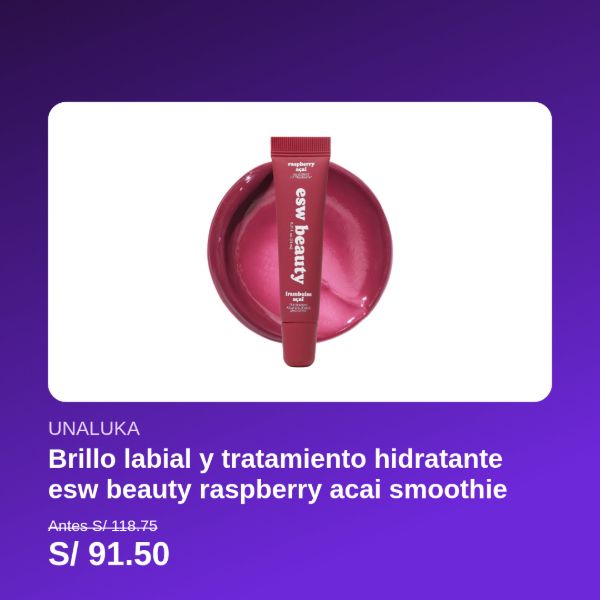 raspberry
açaí
esw beauty
framboise
açaí
UNALUKA
Brillo labial y tratamiento hidratante
esw beauty raspberry acai smoothie
Antes S/ 118.75
S/ 91.50